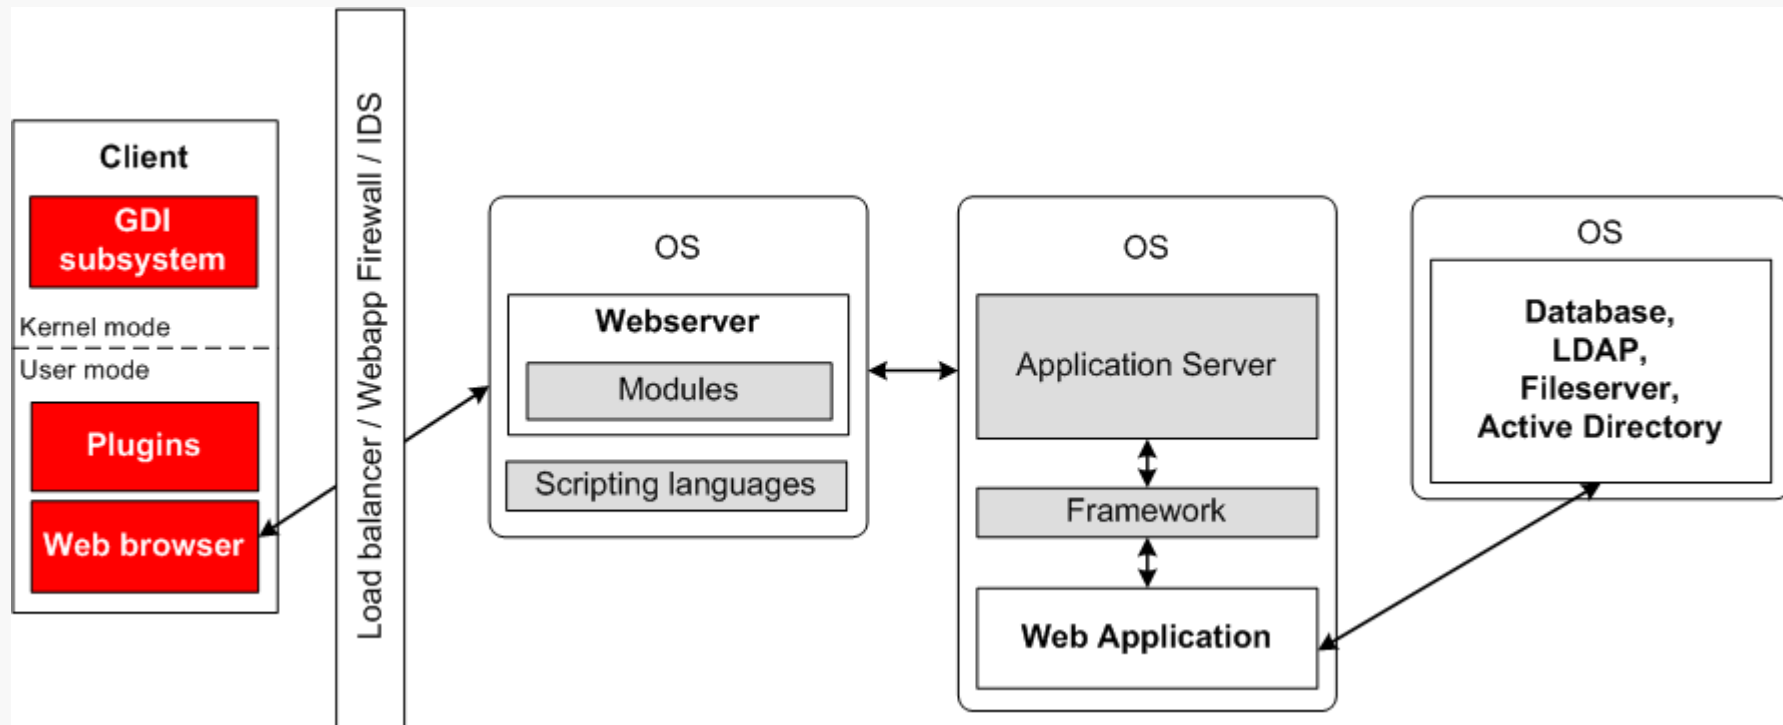 Client
GDI
subsystem
Kernel mode
User mode
Plugins
Web browser
Load balancer / Webapp Firewall / IDS
OS
Webserver
Modules
Scripting languages
OS
Application Server
Framework
Web Application
OS
Database,
LDAP,
Fileserver,
Active Directory